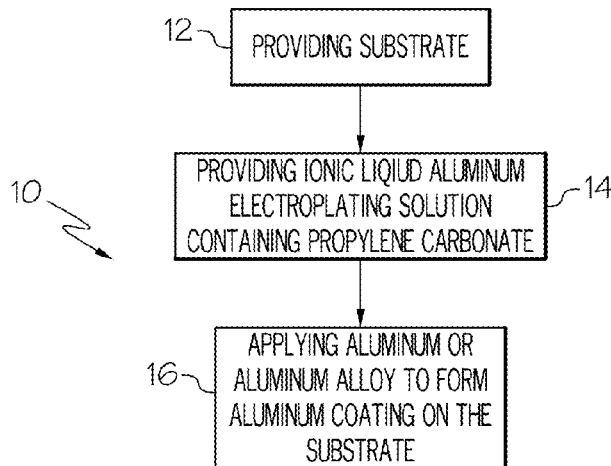 12
PROVIDING SUBSTRATE
10
PROVIDING IONIC LIQIUD ALUMINUM
ELECTROPLATING SOLUTION
CONTAINING PROPYLENE CARBONATE
14
16
APPLYING ALUMINUM OR
ALUMINUM ALLOY TO FORM
ALUMINUM COATING ON THE
SUBSTRATE